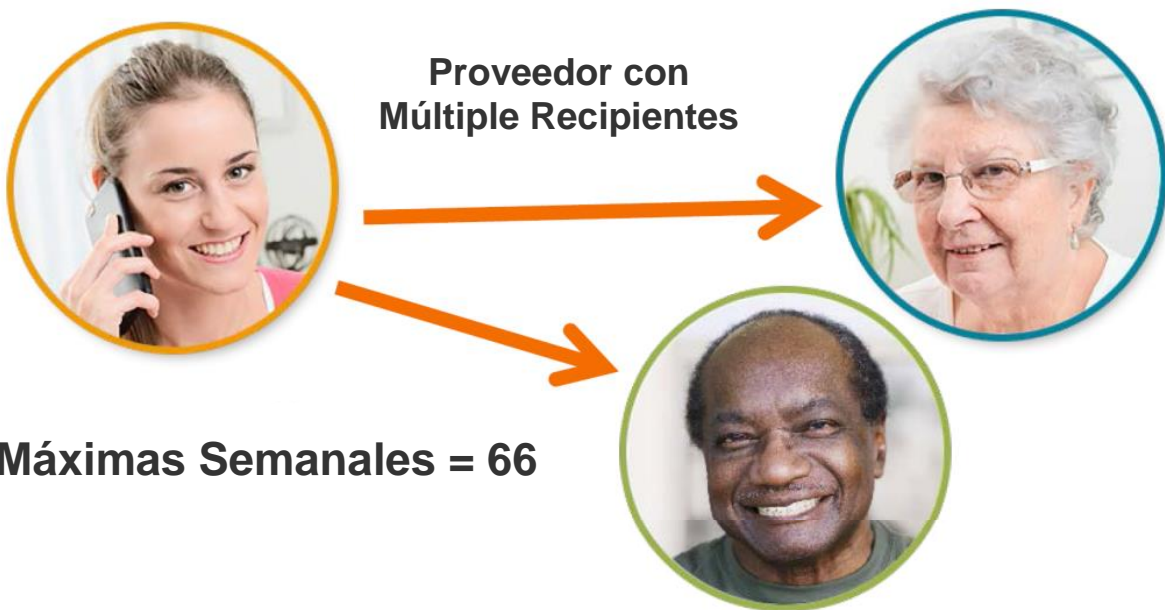 Proveedor con
Múltiple Recipientes
Máximas Semanales = 66